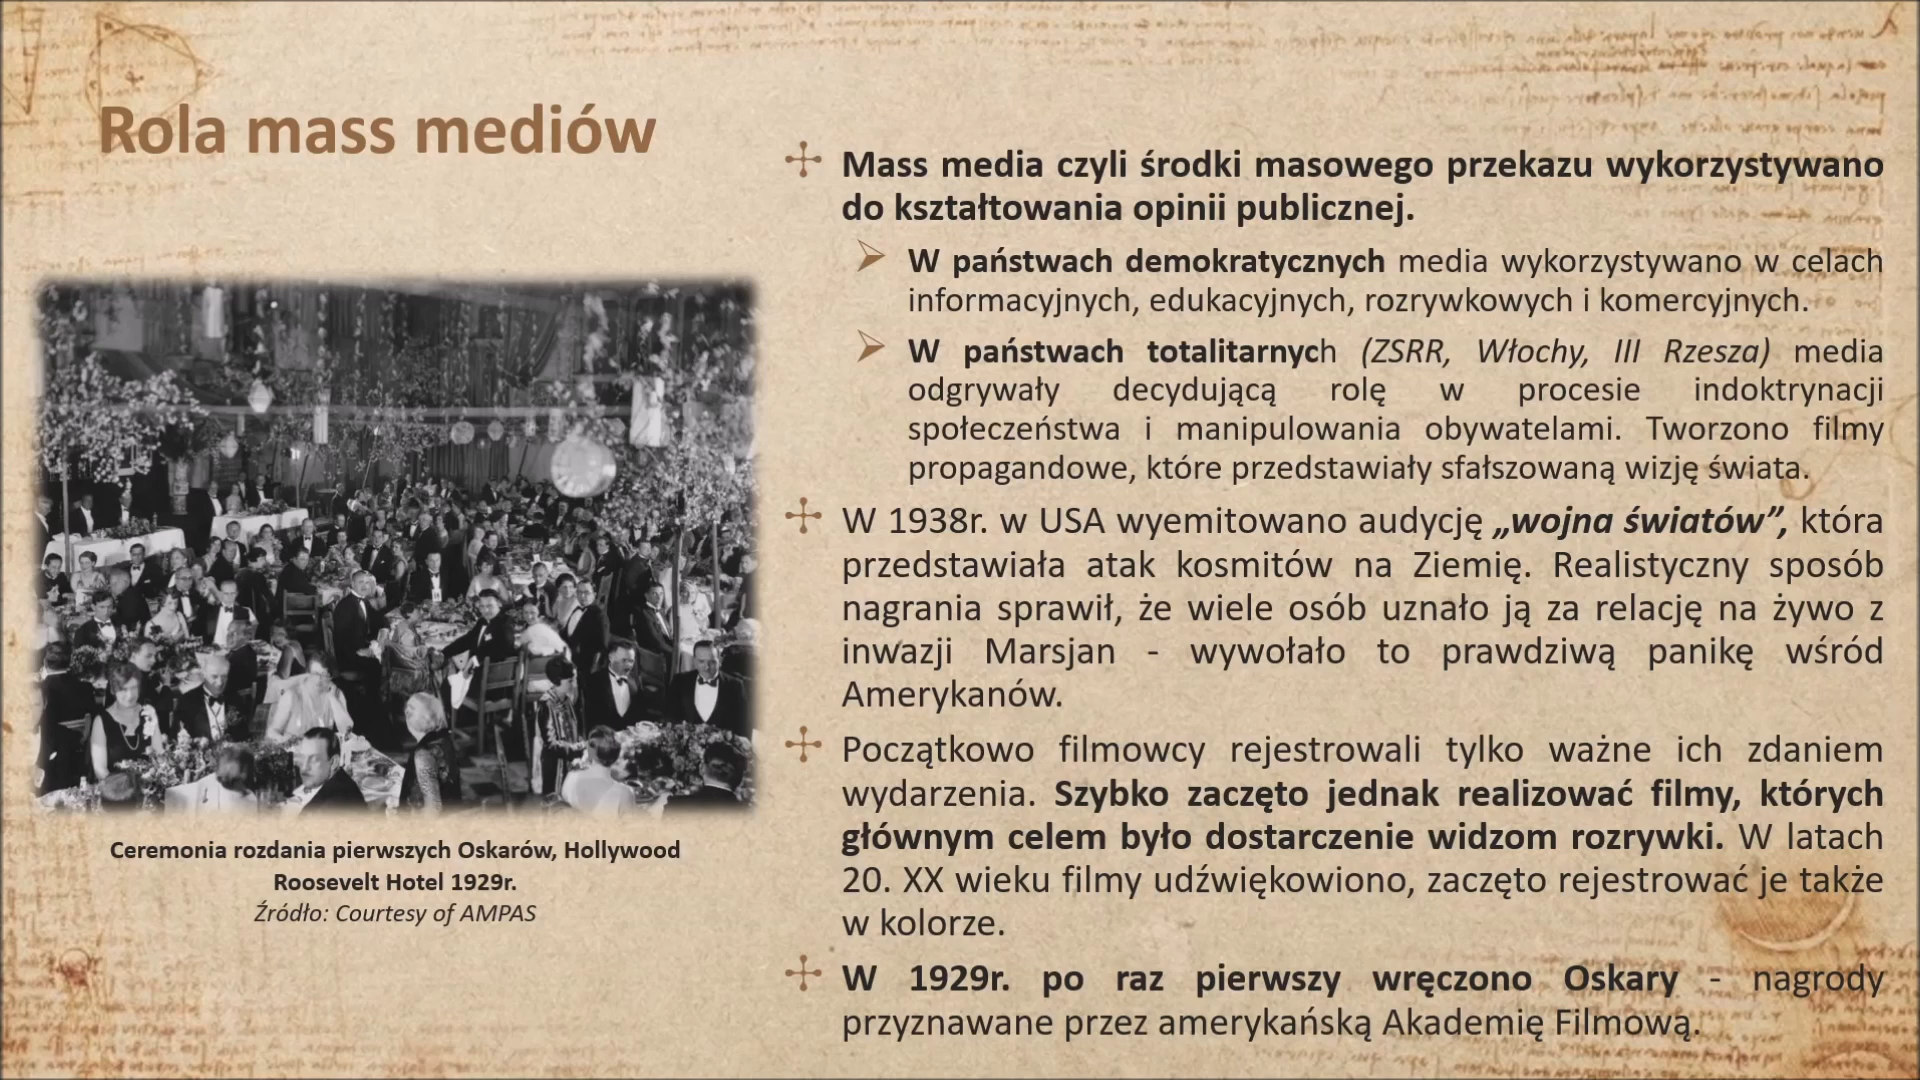 Rola mass mediów
Mass media czyli środki masowego przekazu wykorzystywano
do kształtowania opinii publicznej.
W państwach demokratycznych media wykorzystywano w celach
informacyjnych, edukacyjnych, rozrywkowych i komercyjnych.
W państwach totalitarnych (ZSRR, Włochy, III Rzesza) media
odgrywały decydującą rolę w procesie indoktrynacji
społeczeństwa i manipulowania obywatelami. Tworzono filmy
propagandowe, które przedstawiały sfałszowaną wizję świata.
W 1938r. w USA wyemitowano audycję „wojna światów”, która
przedstawiała atak kosmitów na Ziemię. Realistyczny sposób
nagrania sprawił, że wiele osób uznało ją za relację na żywo z
inwazji Marsjan - wywołało to prawdziwą panikę wśród
Amerykanów.
Początkowo filmowcy rejestrowali tylko ważne ich zdaniem
wydarzenia. Szybko zaczęto jednak realizować filmy, których
głównym celem było dostarczenie widzom rozrywki. W latach
20. XX wieku filmy udźwiękowiono, zaczęto rejestrować je także
w kolorze.
W 1929r. po raz pierwszy wręczono Oskary - nagrody
przyznawane przez amerykańską Akademię Filmową.
Ceremonia rozdania pierwszych Oskarów, Hollywood
Roosevelt Hotel 1929r.
Źródło: Courtesy of AMPAS